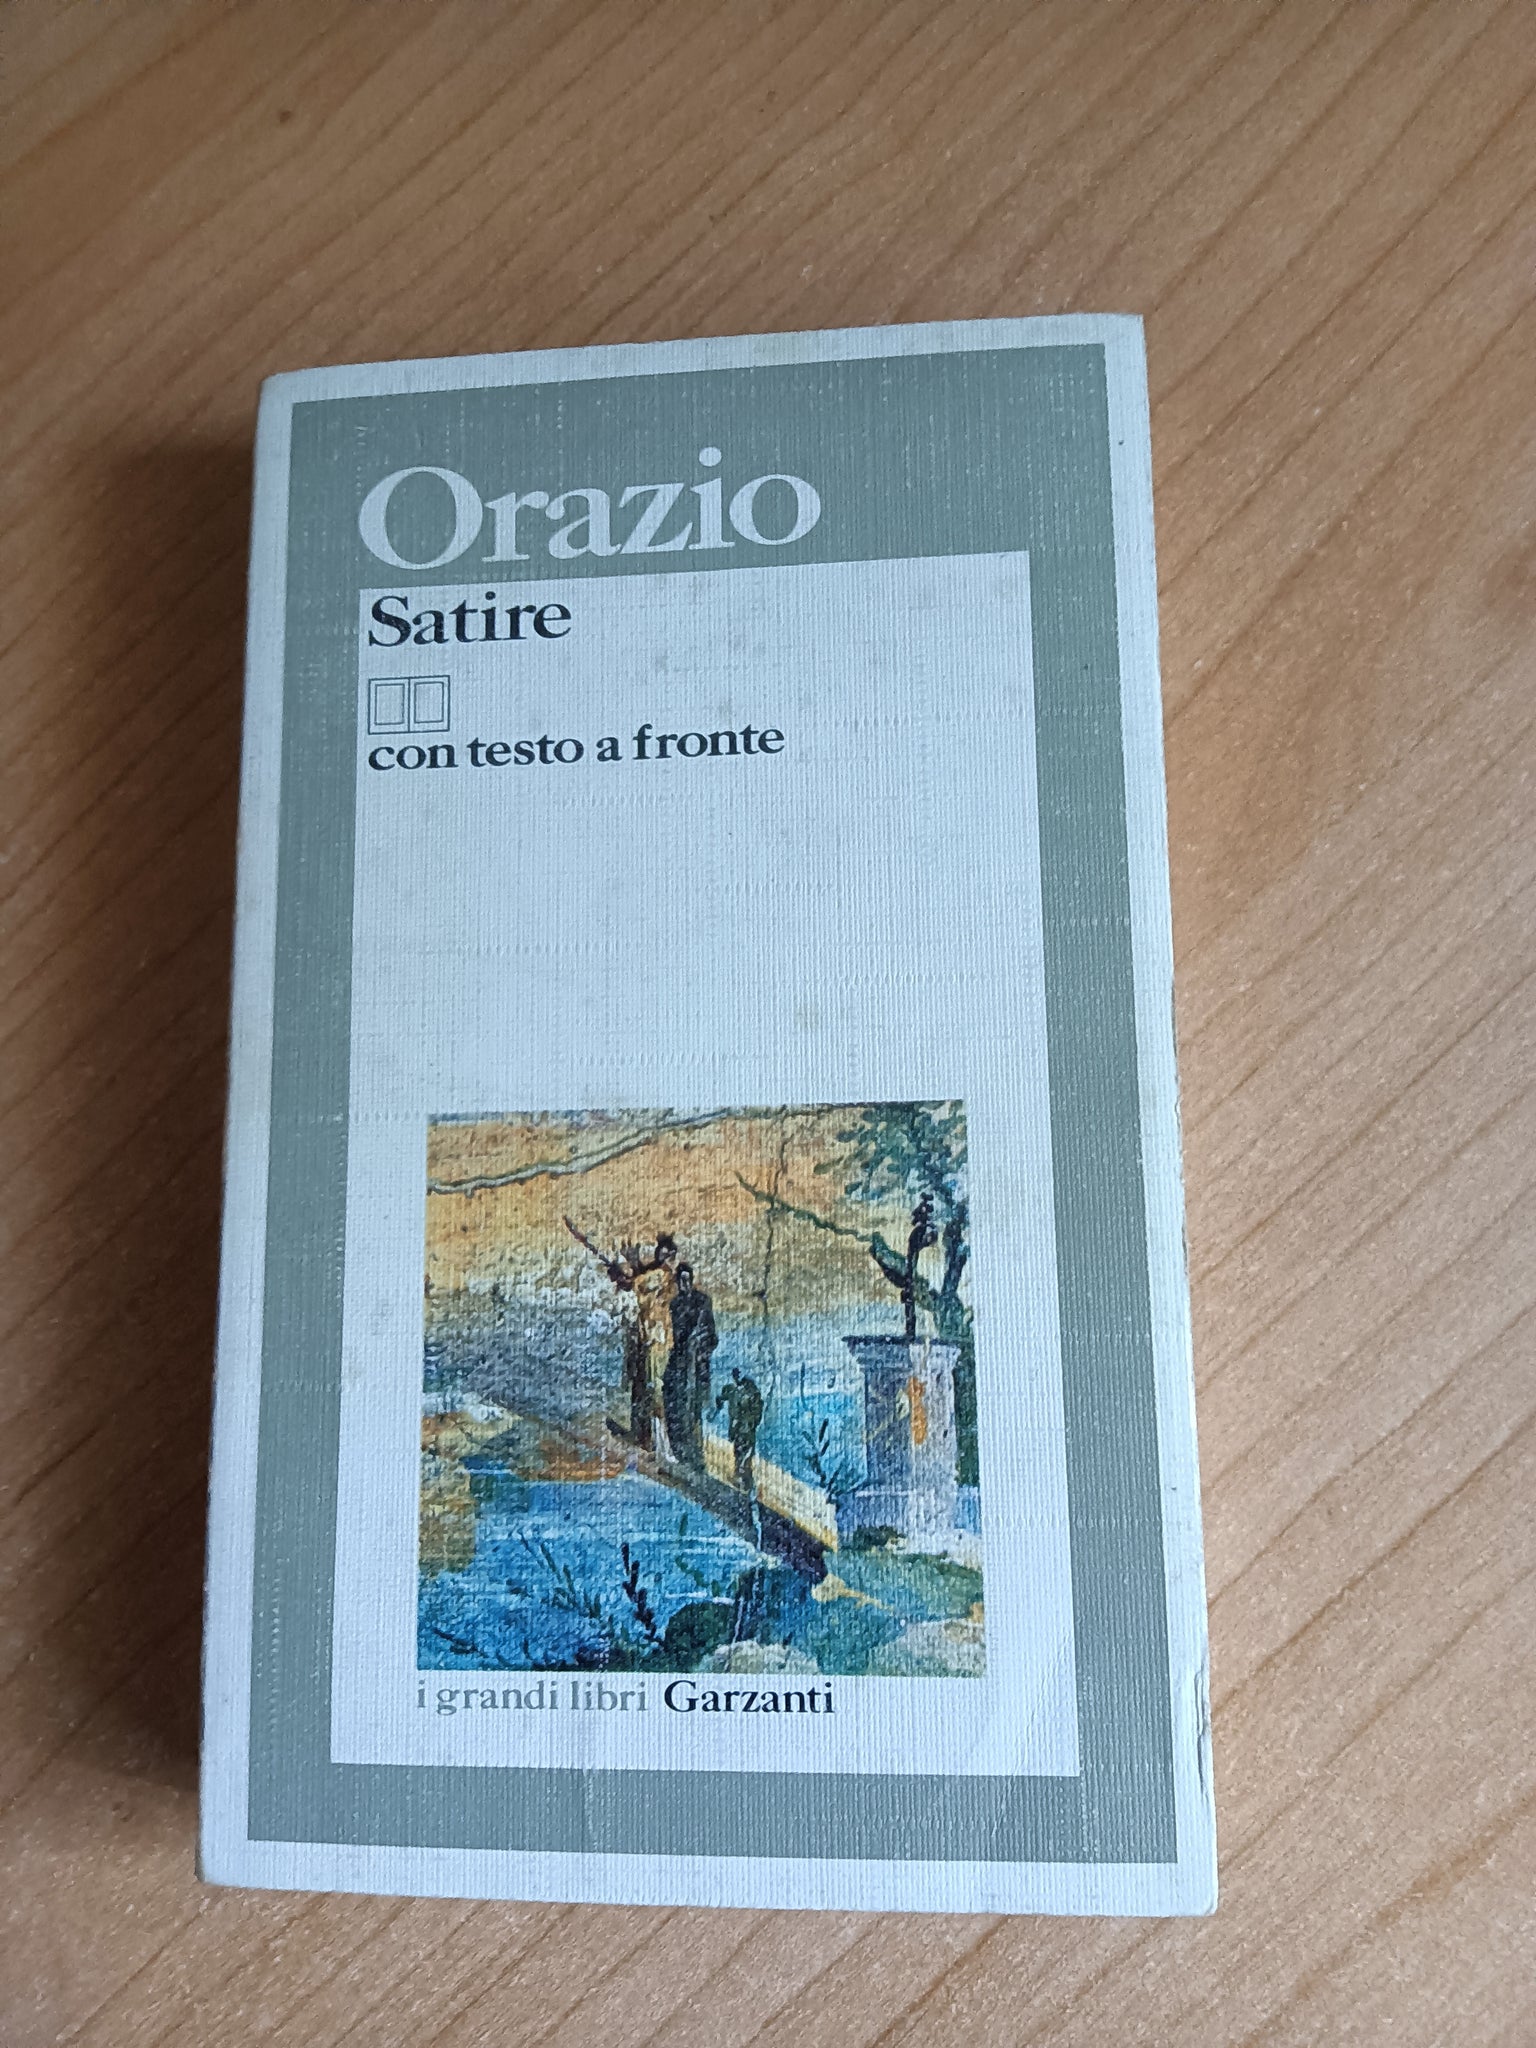 Orazio
Satire
con testo a fronte
i grandi libri Garzanti